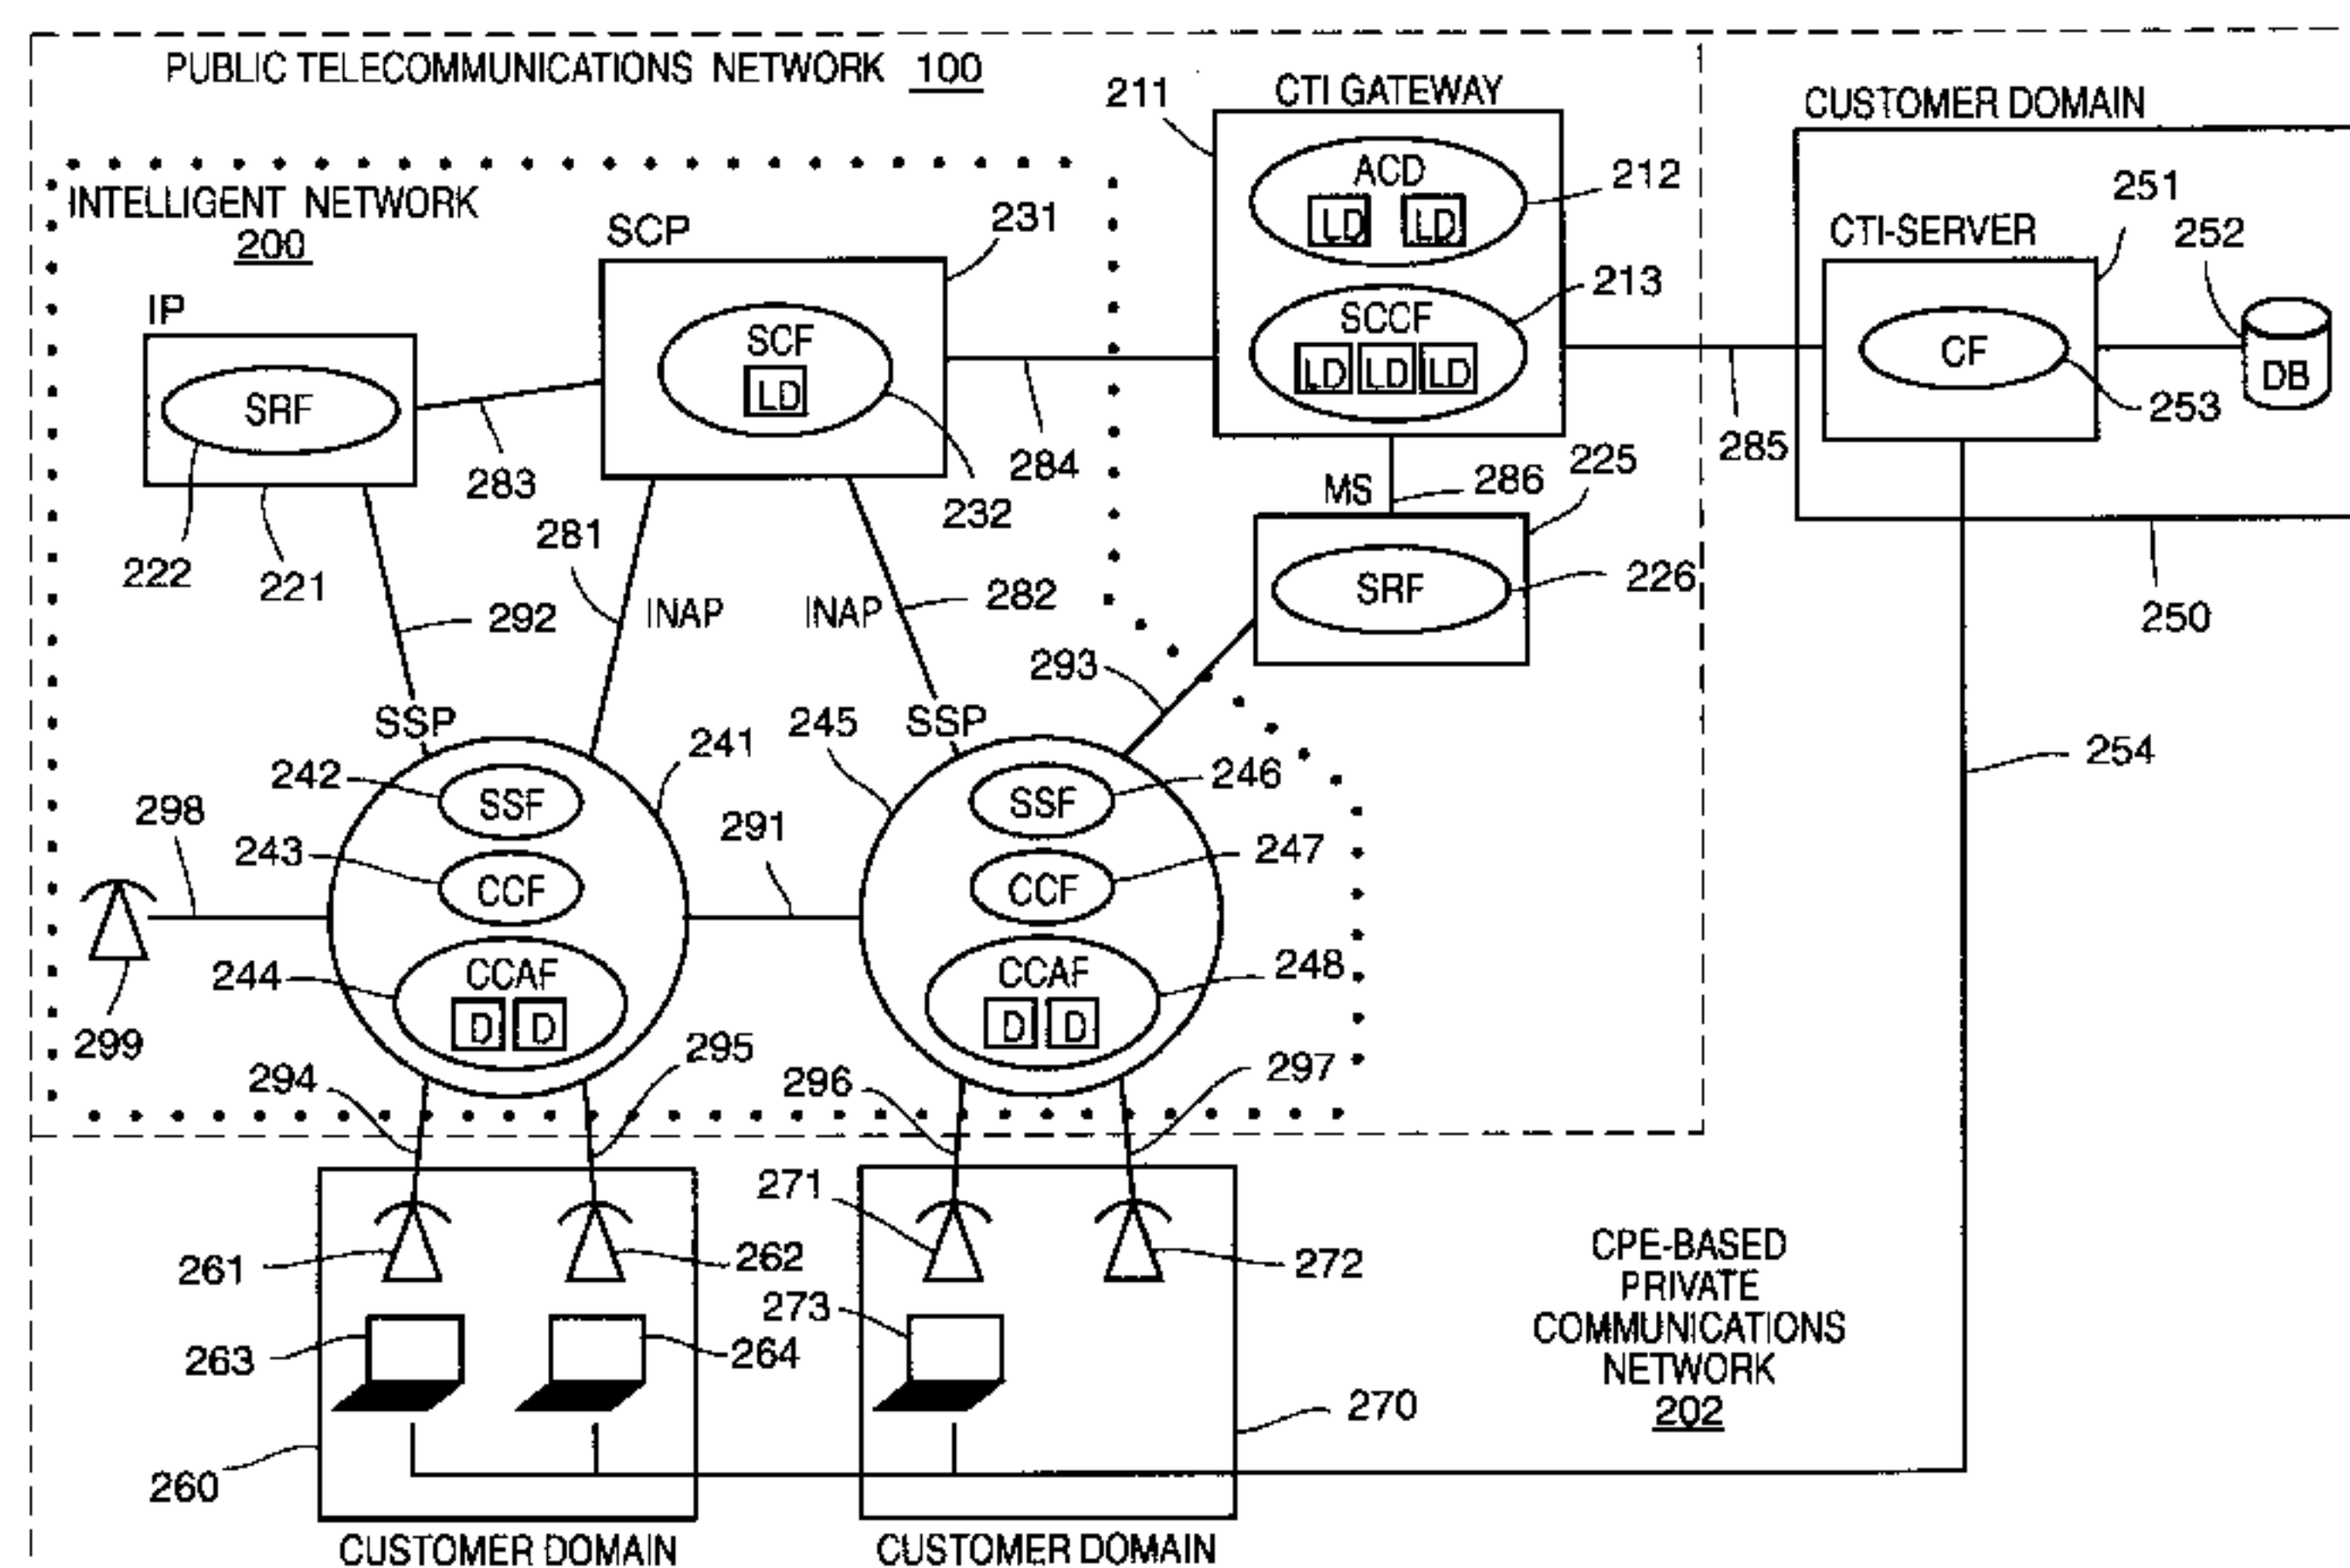 PUBLIC TELECOMMUNICATIONS NETWORK 100
211
CTI GATEWAY
CUSTOMER DOMAIN
INTELLIGENT NETWORK
200
SCP
231
ACD
LD LD
212
251
CTI-SERVER
252
IP
SRF
SCF
LD
SCCF
LD LD LD
213
CF
DB
253
283
284
232
MS
286
225
285
222
221
281
292
INAP
INAP
282
SRF
226
250
293
SSP
SSP
242
SSF
241
245
SSF
246
254
298
243
CCF
291
CCF
247
244
CCAF
D D
CCAF
D D
248
299
294
295
296
297
261
262
271
272
263
264
273
CPE-BASED
PRIVATE
COMMUNICATIONS
NETWORK
202
260
270
CUSTOMER DOMAIN
CUSTOMER DOMAIN